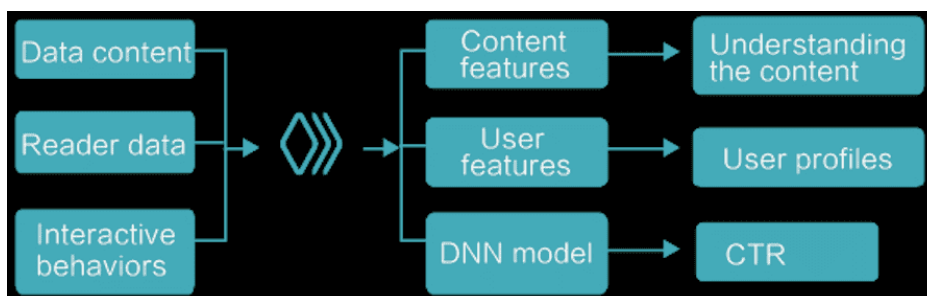 Data content
Reader data
Interactive
behaviors
Content
features
User
features
DNN model
Understanding
the content
User profiles
CTR